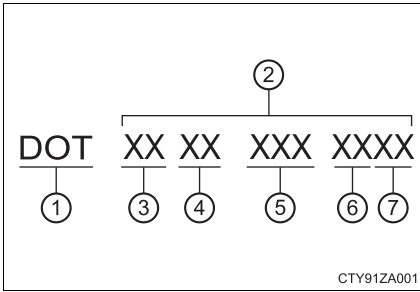 ②
DOT XX XX XXX XXXX
① ③ ④ ⑤ ⑥ ⑦
CTY91ZA001